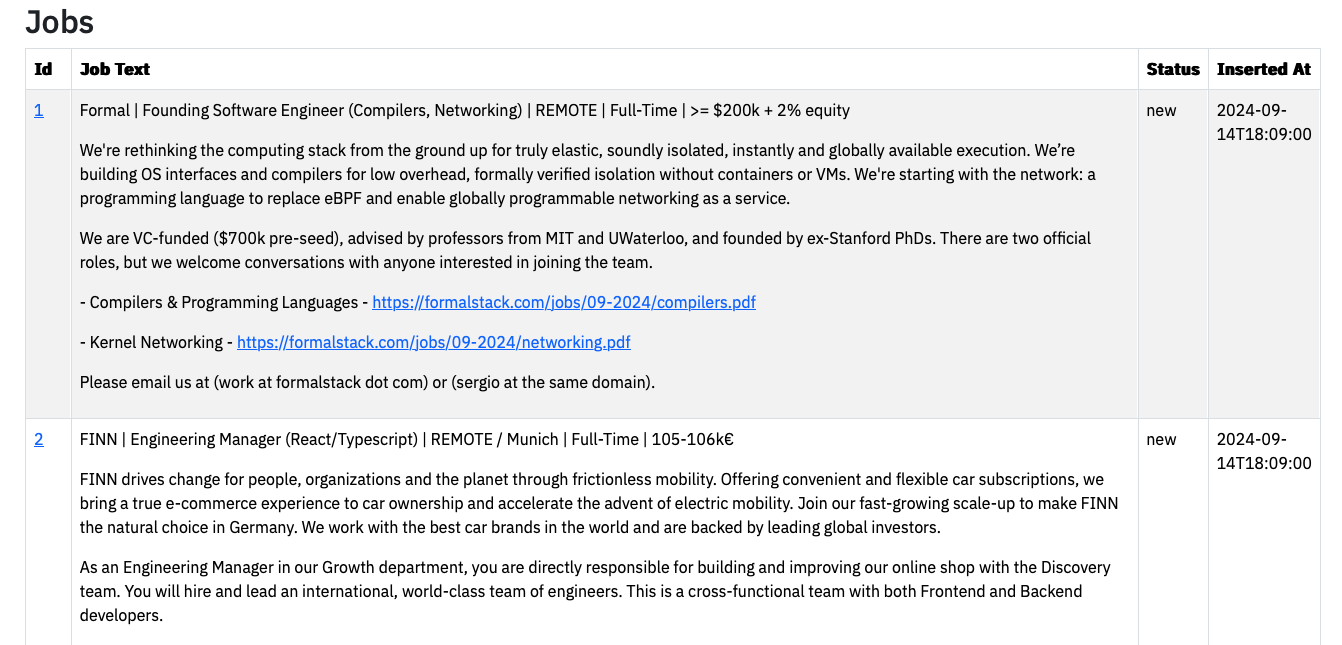 Jobs
Id Job Text Status Inserted At
1 Formal | Founding Software Engineer (Compilers, Networking) | REMOTE | Full-Time | >= $200k + 2% equity new 2024-09-
14T18:09:00
We're rethinking the computing stack from the ground up for truly elastic, soundly isolated, instantly and globally available execution. We’re
building OS interfaces and compilers for low overhead, formally verified isolation without containers or VMs. We're starting with the network: a
programming language to replace eBPF and enable globally programmable networking as a service.
We are VC-funded ($700k pre-seed), advised by professors from MIT and UWaterloo, and founded by ex-Stanford PhDs. There are two official
roles, but we welcome conversations with anyone interested in joining the team.
- Compilers & Programming Languages - https://formalstack.com/jobs/09-2024/compilers.pdf
- Kernel Networking - https://formalstack.com/jobs/09-2024/networking.pdf
Please email us at (work at formalstack dot com) or (sergio at the same domain).
2 FINN | Engineering Manager (React/Typescript) | REMOTE / Munich | Full-Time | 105-106k€ new 2024-09-
14T18:09:00
FINN drives change for people, organizations and the planet through frictionless mobility. Offering convenient and flexible car subscriptions, we
bring a true e-commerce experience to car ownership and accelerate the advent of electric mobility. Join our fast-growing scale-up to make FINN
the natural choice in Germany. We work with the best car brands in the world and are backed by leading global investors.
As an Engineering Manager in our Growth department, you are directly responsible for building and improving our online shop with the Discovery
team. You will hire and lead an international, world-class team of engineers. This is a cross-functional team with both Frontend and Backend
developers.